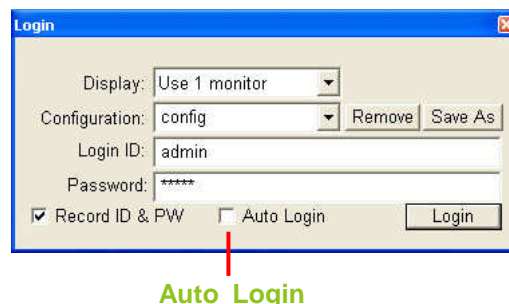 Login
Display: Use 1 monitor
Configuration: config Remove Save As
Login ID: admin
Password: *****
Record ID & PW Auto Login Login
Auto Login